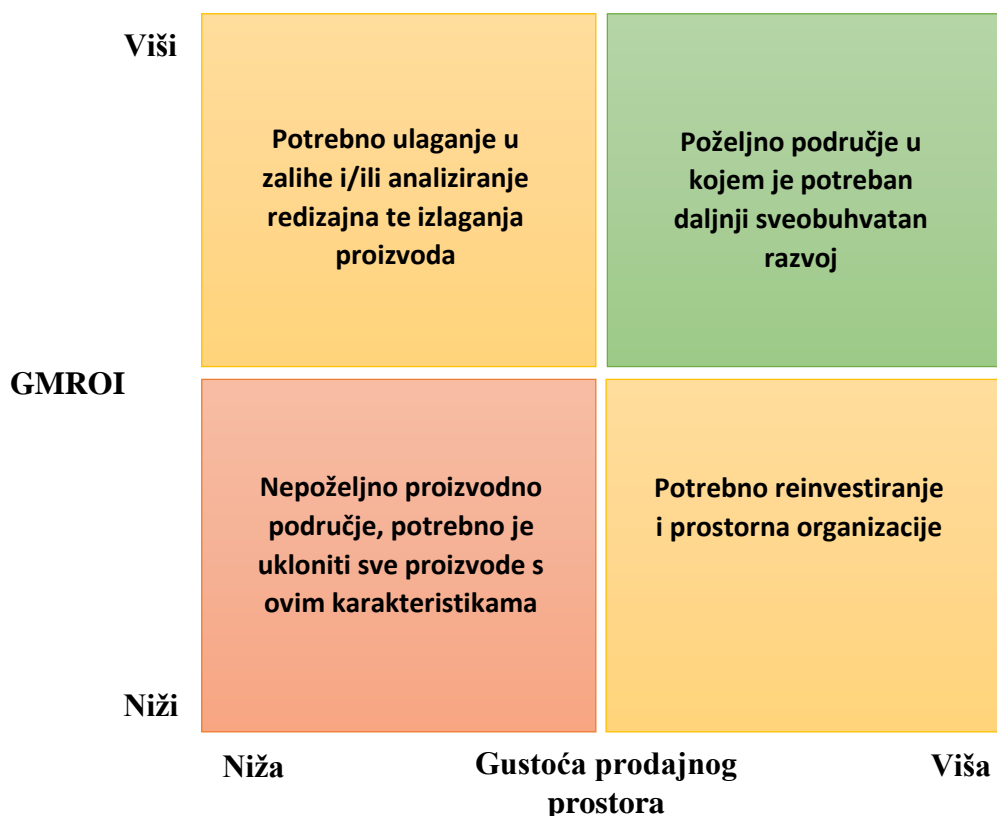 Viši
Potrebno ulaganje u
zalihe i/ili analiziranje
redizajna te izlaganja
proizvoda
Poželjno područje u
kojem je potreban
daljnji sveobuhvatan
razvoj
GMROI
Nepoželjno proizvodno
područje, potrebno je
ukloniti sve proizvode s
ovim karakteristikama
Potrebno reinvestiranje
i prostorna organizacije
Niži
Niža
Gustoća prodajnog
prostora
Viša